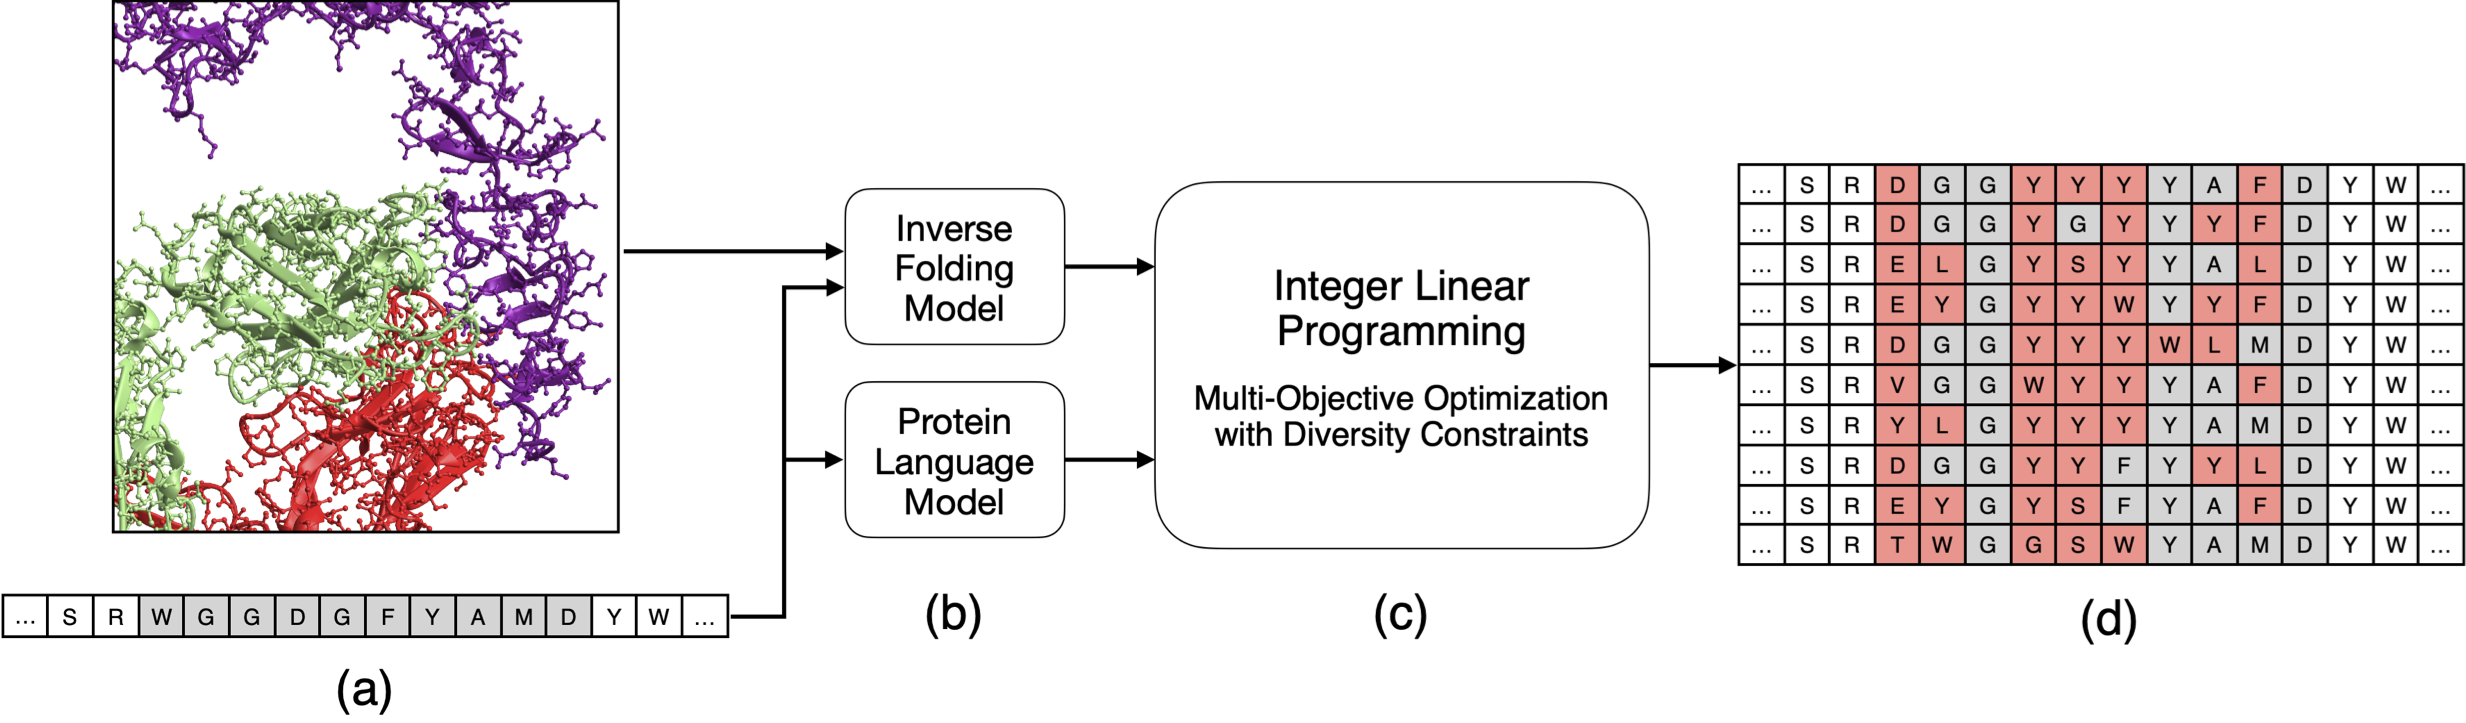 Inverse
Folding
Model
Protein
Language
Model
Integer Linear
Programming
Multi-Objective Optimization
with Diversity Constraints
... S R D G G Y Y Y Y A F D Y W ...
... S R D G G Y G Y Y Y F D Y W ...
... S R E L G Y S Y Y A L D Y W ...
... S R E Y G Y Y W Y Y F D Y W ...
... S R D G G Y Y Y W L M D Y W ...
... S R V G G W Y Y Y A F D Y W ...
... S R Y L G Y Y Y Y A M D Y W ...
... S R D G G Y Y F Y Y L D Y W ...
... S R E Y G Y S F Y A F D Y W ...
... S R T W G G S W Y A M D Y W ...
... S R W G G D G F Y A M D Y W ...
(a)
(b)
(c)
(d)